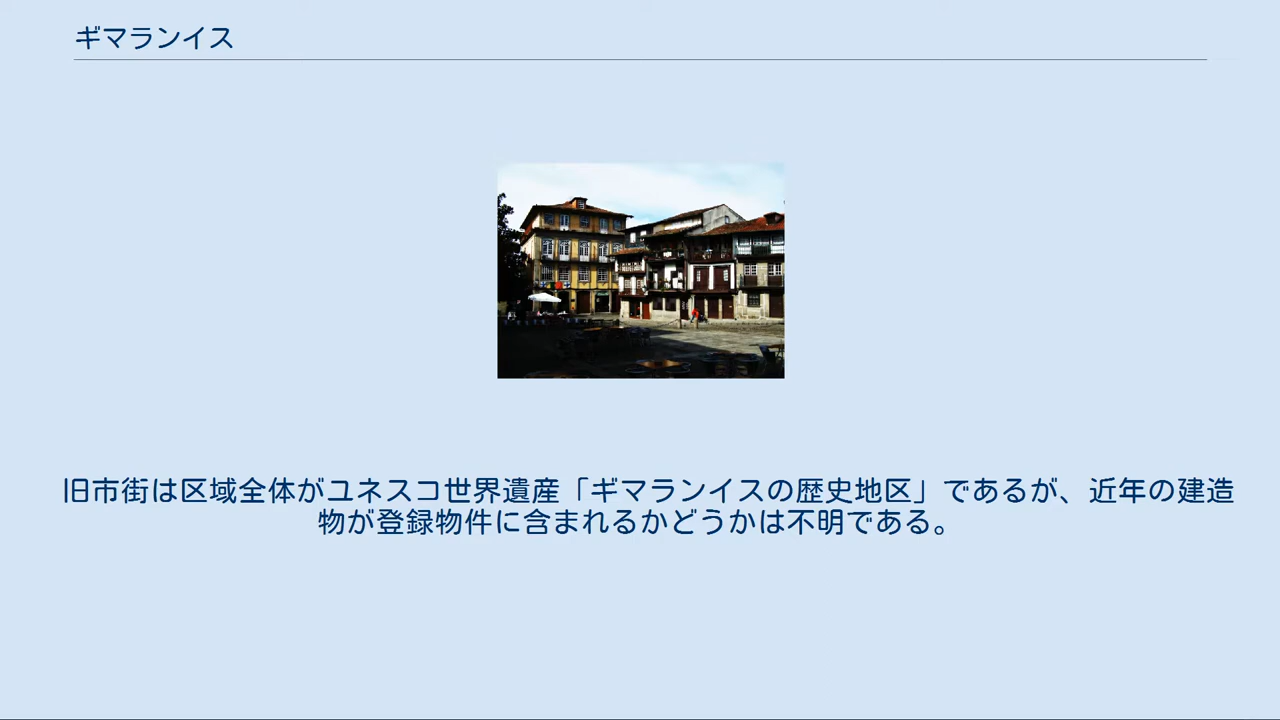 ギマランイス
旧市街は区域全体がユネスコ世界遺産「ギマランイスの歴史地区」であるが、近年の建造
物が登録物件に含まれるかどうかは不明である。